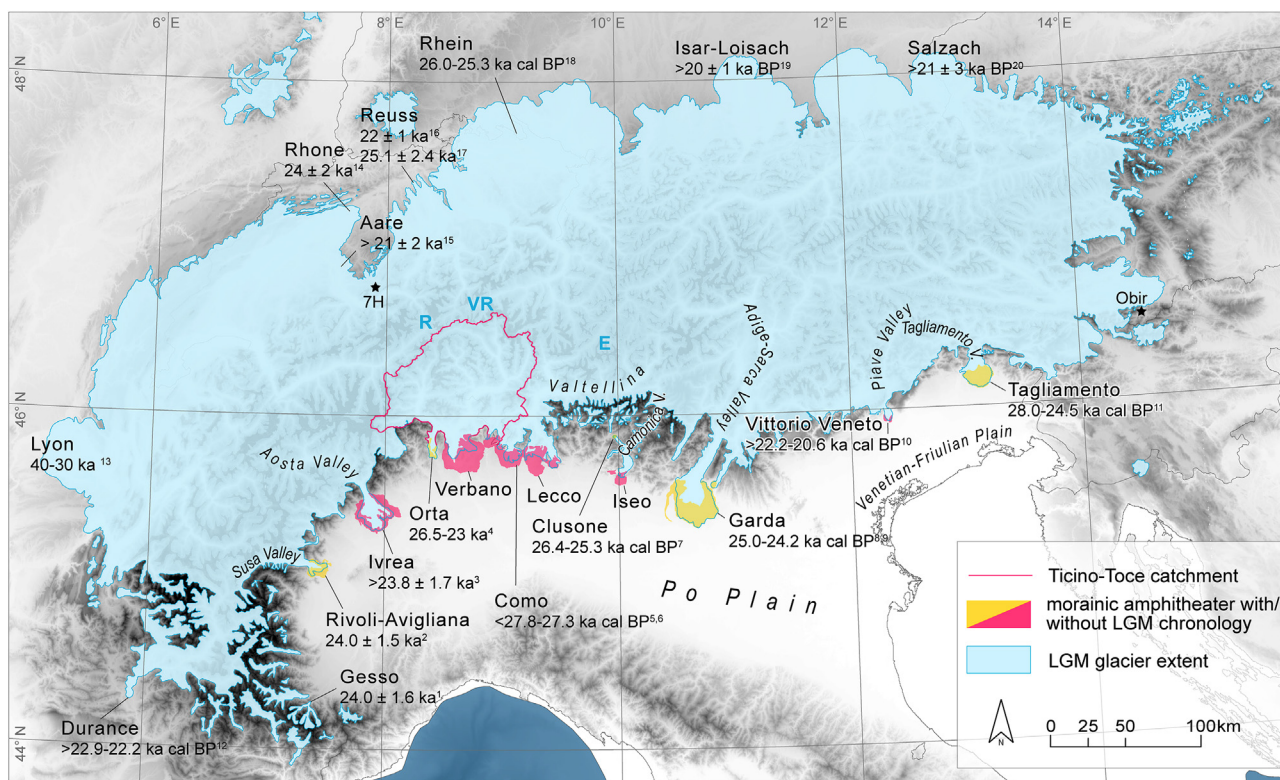 6°E
8°E
10°E
12°E
14°E
48°N
46°N
44°N
Rhein
26.0-25.3 ka cal BP18
Isar-Loisach
>20 ± 1 ka BP19
Salzach
>21 ± 3 ka BP20
Reuss
22 ± 1 ka16
25.1 ± 2.4 ka17
Rhone
24 ± 2 ka14
Aare
> 21 ± 2 ka15
7H
R
VR
E
Obir
Valtellina
Camonica V.
Adige-Sarca Valley
Piave Valley
Tagliamento V.
Tagliamento
28.0-24.5 ka cal BP11
Vittorio Veneto
>22.2-20.6 ka cal BP10
Venetian-Friulian Plain
Lyon
40-30 ka 13
Aosta Valley
Verbano
Lecco
Iseo
Orta
26.5-23 ka4
Clusone
26.4-25.3 ka cal BP7
Garda
25.0-24.2 ka cal BP8,9
Ivrea
>23.8 ± 1.7 ka3
Susa Valley
Como
<27.8-27.3 ka cal BP5,6
Po Plain
Rivoli-Avigliana
24.0 ± 1.5 ka2
Gesso
24.0 ± 1.6 ka1
Durance
>22.9-22.2 ka cal BP12
Ticino-Toce catchment
morainic amphitheater with/
without LGM chronology
LGM glacier extent
N
0 25 50 100km